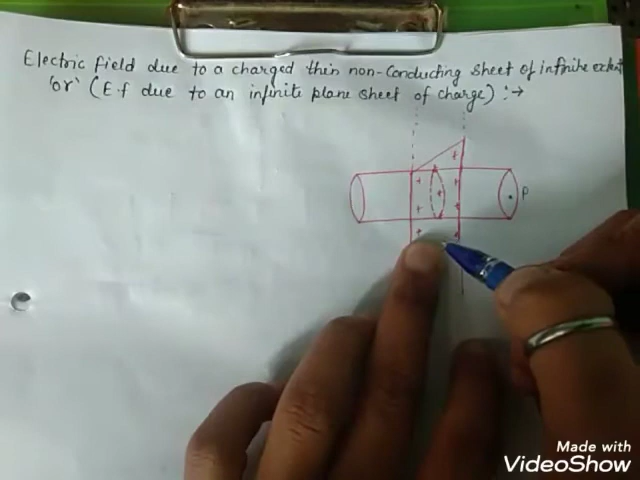 Electric field due to a charged thin non-Conducting sheet of infinite extent
'or' (E.f due to an infinite plane sheet of charge) :→
P
Made with
VideoShow